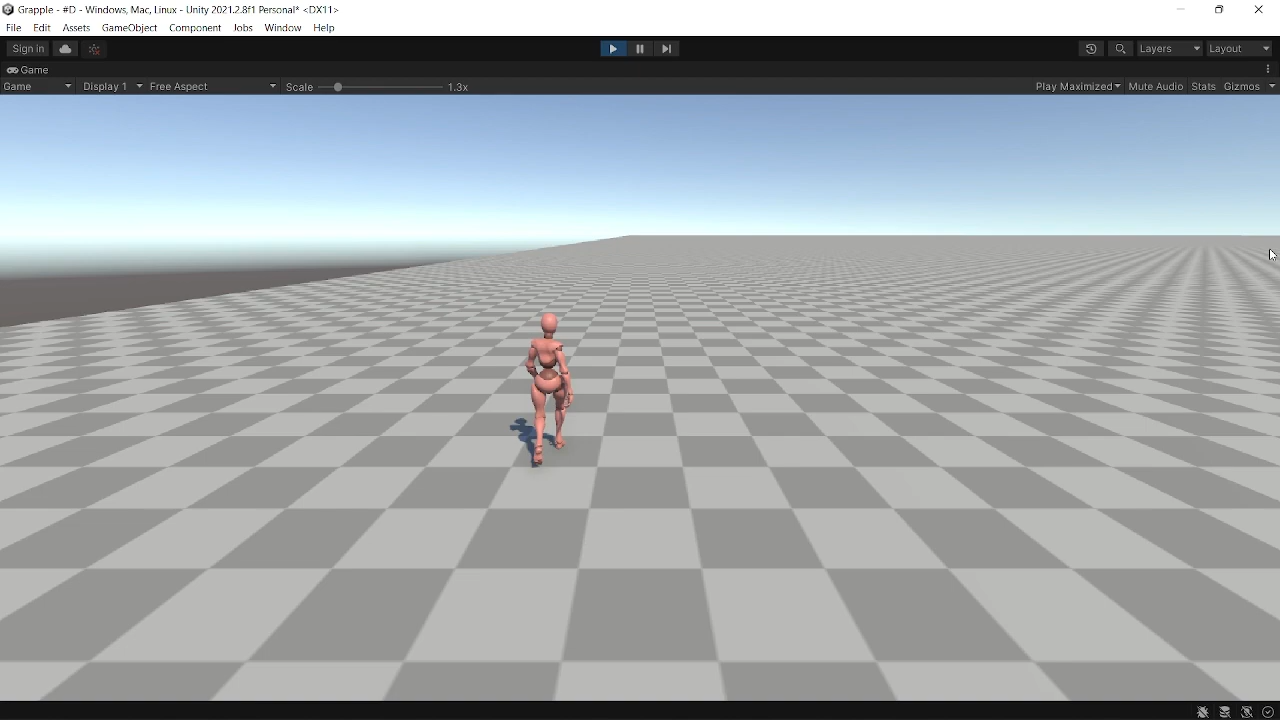 Grapple - #D - Windows, Mac, Linux - Unity 2021.2.8f1 Personal* <DX11>
File Edit Assets GameObject Component Jobs Window Help
Sign in Layers Layout
Game
Game Display 1 Free Aspect Scale 1.3x Play Maximized Mute Audio Stats Gizmos